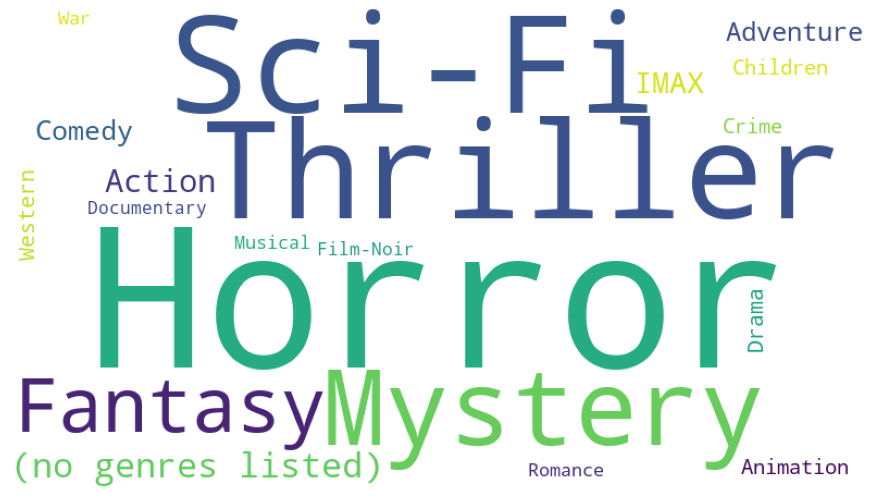 War
Sci-Fi
Adventure
Children
IMAX
Comedy
Thriller
Crime
Action
Documentary
Western
Musical
Film-Noir
Horror
Drama
Fantasy
Mystery
(no genres listed)
Romance
Animation